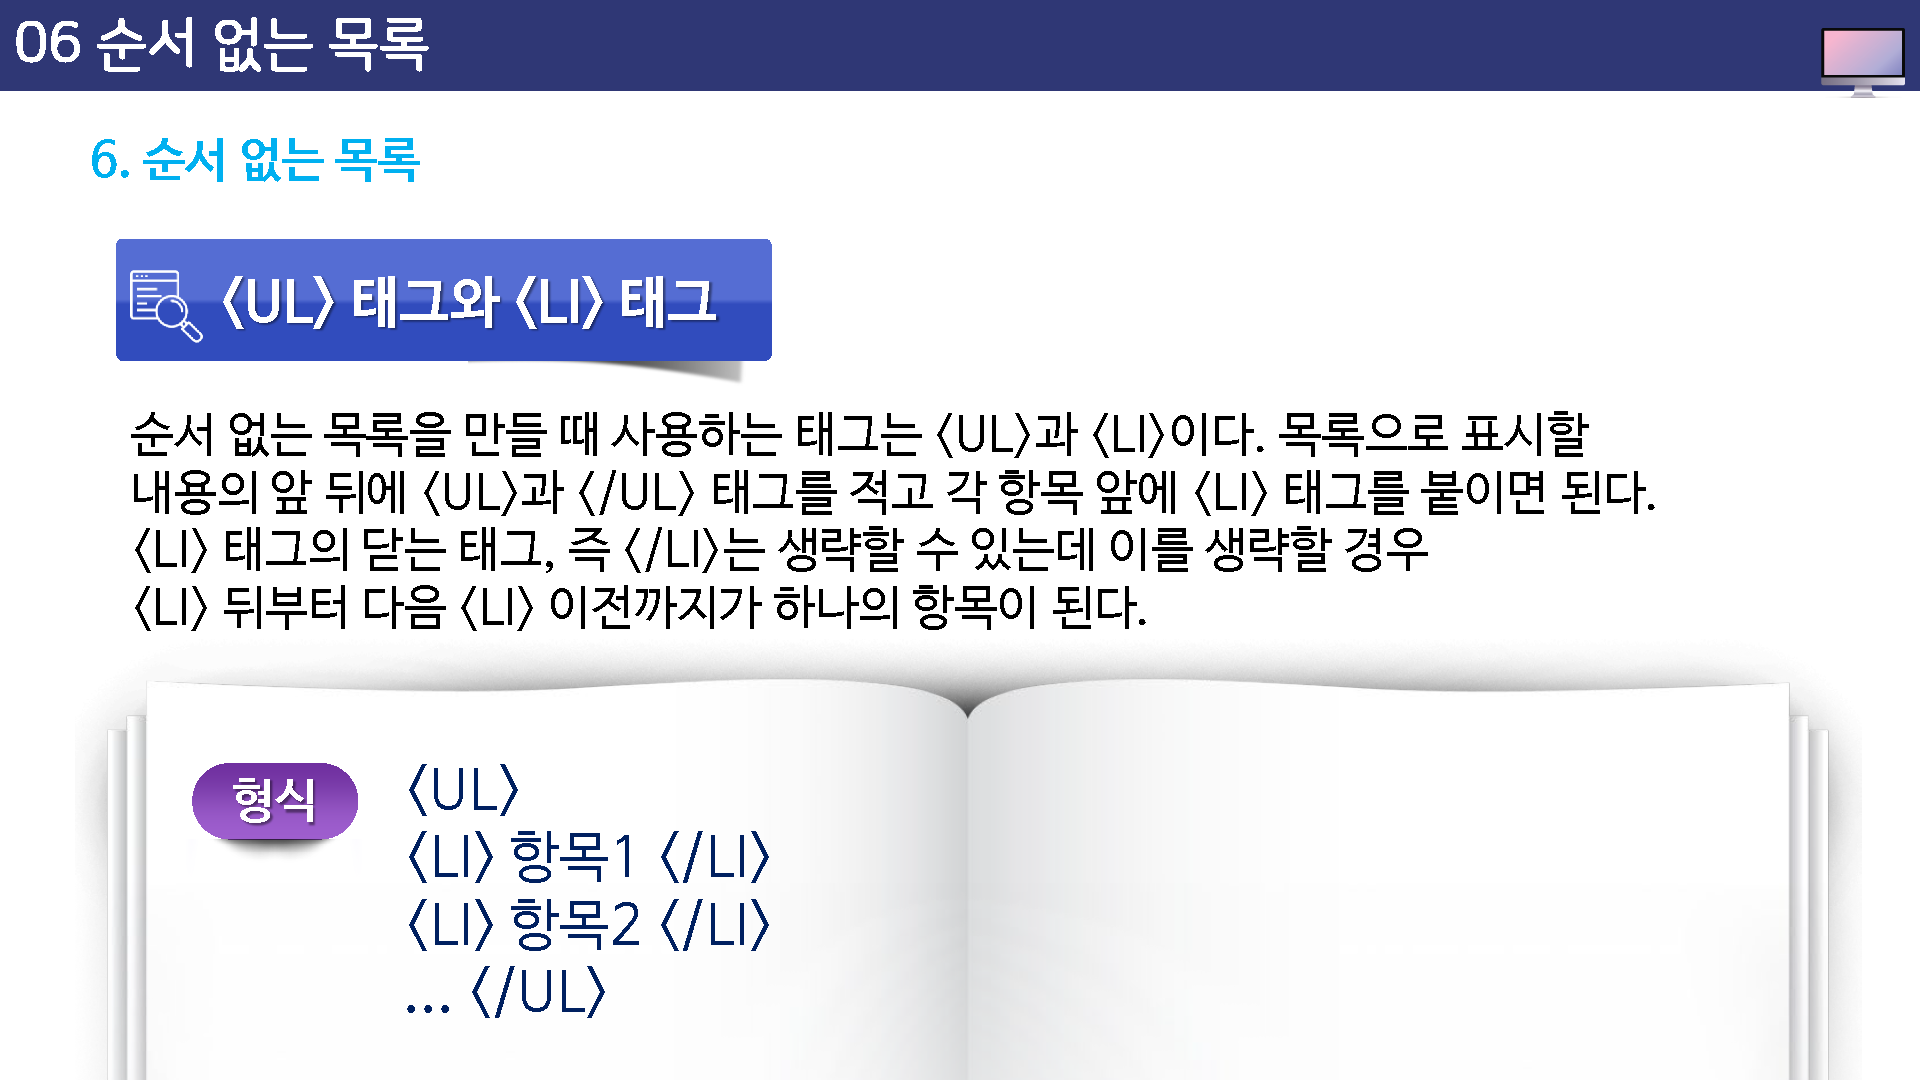 06 순서 없는 목록
6. 순서 없는 목록
〈UL〉 태그와 〈LI〉 태그
순서 없는 목록을 만들 때 사용하는 태그는 〈UL〉과 〈LI〉이다. 목록으로 표시할
내용의 앞 뒤에 〈UL〉과 〈/UL〉 태그를 적고 각 항목 앞에 〈LI〉 태그를 붙이면 된다.
〈LI〉 태그의 닫는 태그, 즉 〈/LI〉는 생략할 수 있는데 이를 생략할 경우
〈LI〉 뒤부터 다음 〈LI〉 이전까지가 하나의 항목이 된다.
형식
〈UL〉
〈LI〉 항목1 〈/LI〉
〈LI〉 항목2 〈/LI〉
... 〈/UL〉